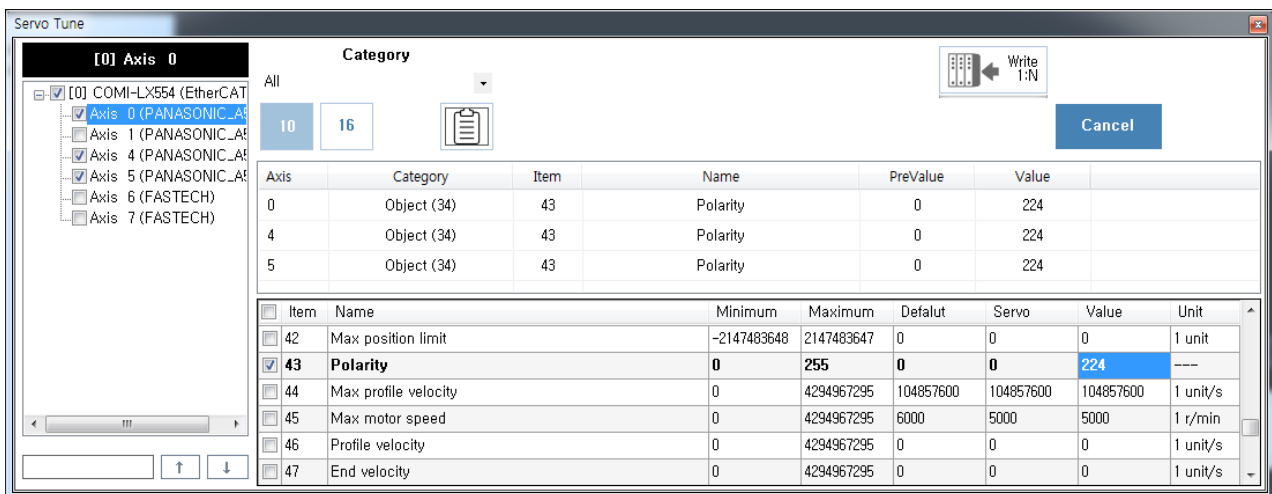 Servo Tune
[0] Axis 0
[0] COMI-LX554 (EtherCAT
Axis 0 (PANASONIC_A5
Axis 1 (PANASONIC_A5
Axis 4 (PANASONIC_A5
Axis 5 (PANASONIC_A5
Axis 6 (FASTECH)
Axis 7 (FASTECH)
Category
All
10 16
Write
1:N
Cancel
Axis Category Item Name PreValue Value
0 Object (34) 43 Polarity 0 224
4 Object (34) 43 Polarity 0 224
5 Object (34) 43 Polarity 0 224
Item Name Minimum Maximum Defalut Servo Value Unit
42 Max position limit -2147483648 2147483647 0 0 0 1 unit
43 Polarity 0 255 0 0 224 ---
44 Max profile velocity 0 4294967295 104857600 104857600 104857600 1 unit/s
45 Max motor speed 0 4294967295 6000 5000 5000 1 r/min
46 Profile velocity 0 4294967295 0 0 0 1 unit/s
47 End velocity 0 4294967295 0 0 0 1 unit/s